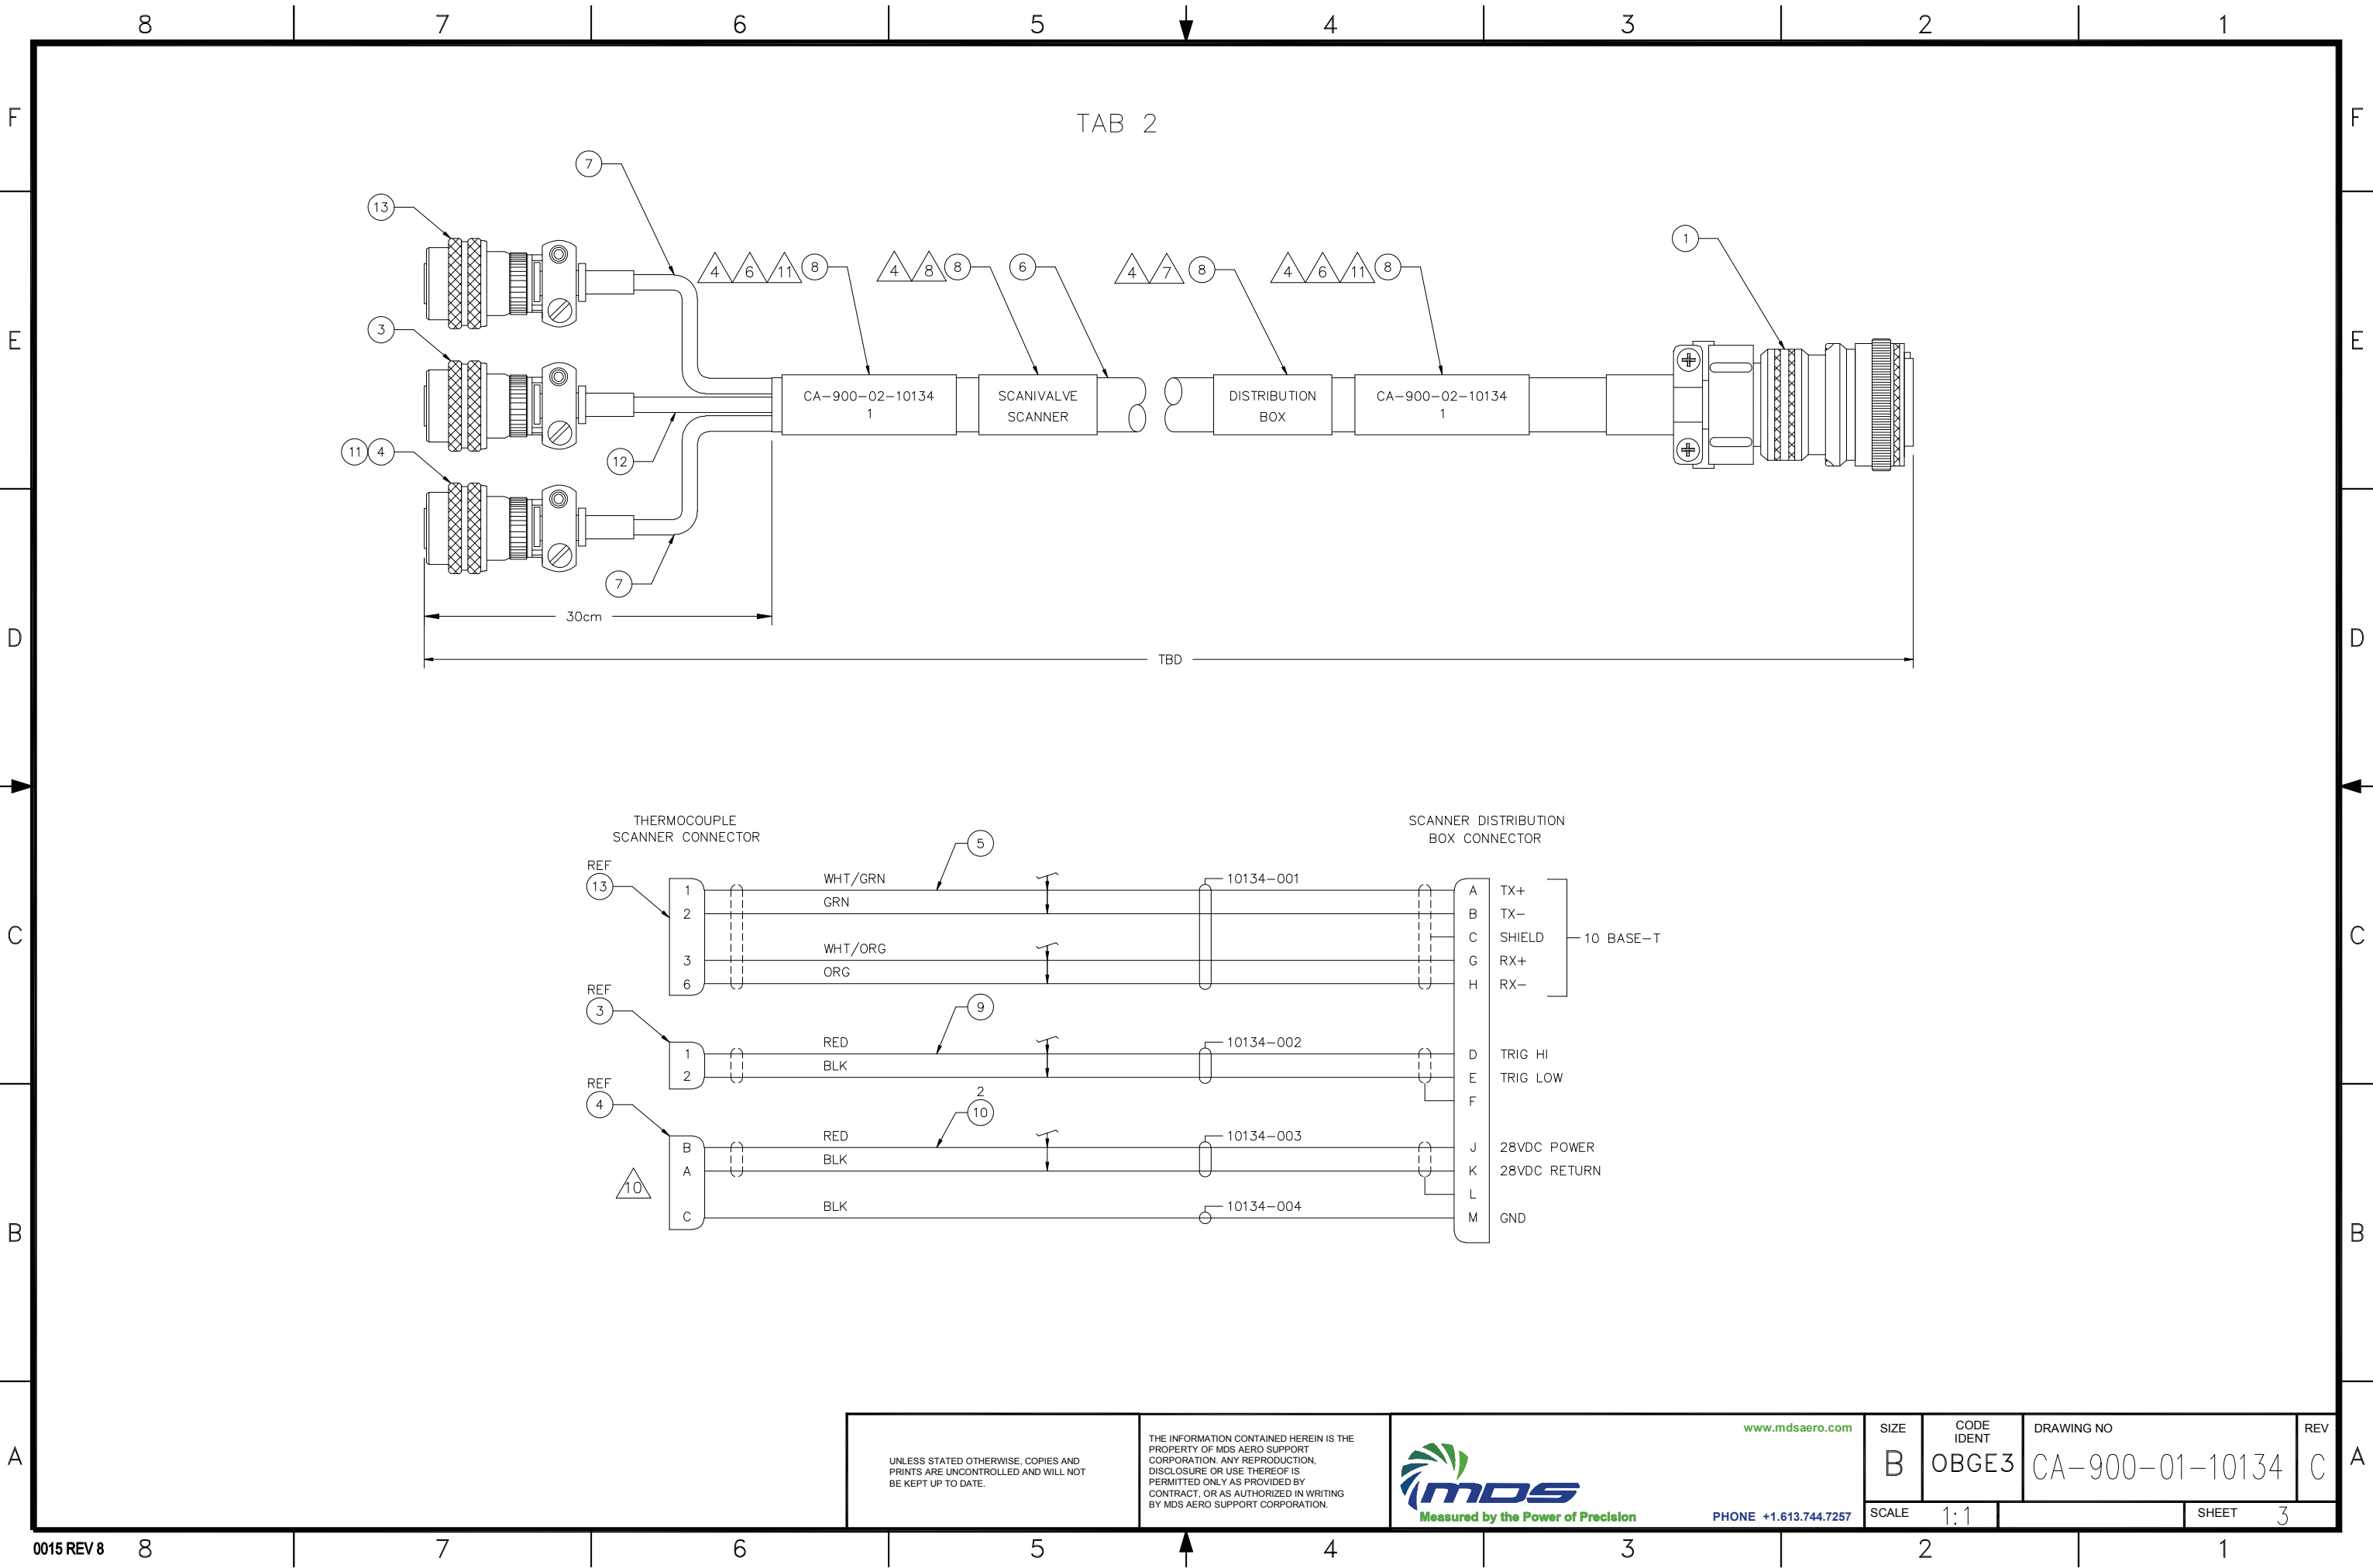 8 7 6 5 4 3 2 1
F F
TAB 2
7
13
1
4 6 11 8
4 8 8
6
4 7 8
4 6 11 8
3
E E
CA-900-02-10134
1
SCANIVALVE
SCANNER
DISTRIBUTION
BOX
CA-900-02-10134
1
11 4
12
7
30cm
D D
TBD
THERMOCOUPLE
SCANNER CONNECTOR
SCANNER DISTRIBUTION
BOX CONNECTOR
5
REF
13
1 WHT/GRN 10134-001 A TX+
2 GRN B TX-
C SHIELD 10 BASE-T
3 WHT/ORG G RX+
6 ORG H RX-
C C
REF
3
9
1 RED 10134-002 D TRIG HI
2 BLK E TRIG LOW
F
REF
4
2
10
B RED 10134-003 J 28VDC POWER
A BLK K 28VDC RETURN
10
L
C BLK 10134-004 M GND
B B
UNLESS STATED OTHERWISE, COPIES AND
PRINTS ARE UNCONTROLLED AND WILL NOT
BE KEPT UP TO DATE.
THE INFORMATION CONTAINED HEREIN IS THE
PROPERTY OF MDS AERO SUPPORT
CORPORATION. ANY REPRODUCTION,
DISCLOSURE OR USE THEREOF IS
PERMITTED ONLY AS PROVIDED BY
CONTRACT, OR AS AUTHORIZED IN WRITING
BY MDS AERO SUPPORT CORPORATION.
www.mdsaero.com
mDS
Measured by the Power of Precision
PHONE +1.613.744.7257
SIZE
B
CODE
IDENT
OBGE3
DRAWING NO
CA-900-01-10134
REV
C
SCALE 1:1
SHEET 3
A A
0015 REV 8
8 7 6 5 4 3 2 1